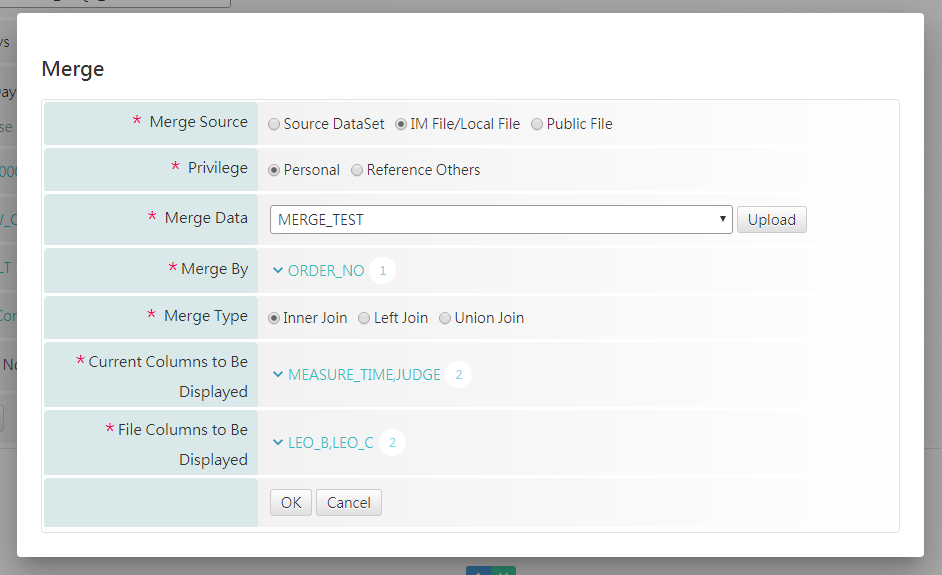 Merge
* Merge Source
Source DataSet IM File/Local File Public File
* Privilege
Personal Reference Others
* Merge Data
MERGE_TEST Upload
* Merge By
ORDER_NO 1
* Merge Type
Inner Join Left Join Union Join
* Current Columns to Be
Displayed
MEASURE_TIME,JUDGE 2
* File Columns to Be
Displayed
LEO_B,LEO_C 2
OK Cancel